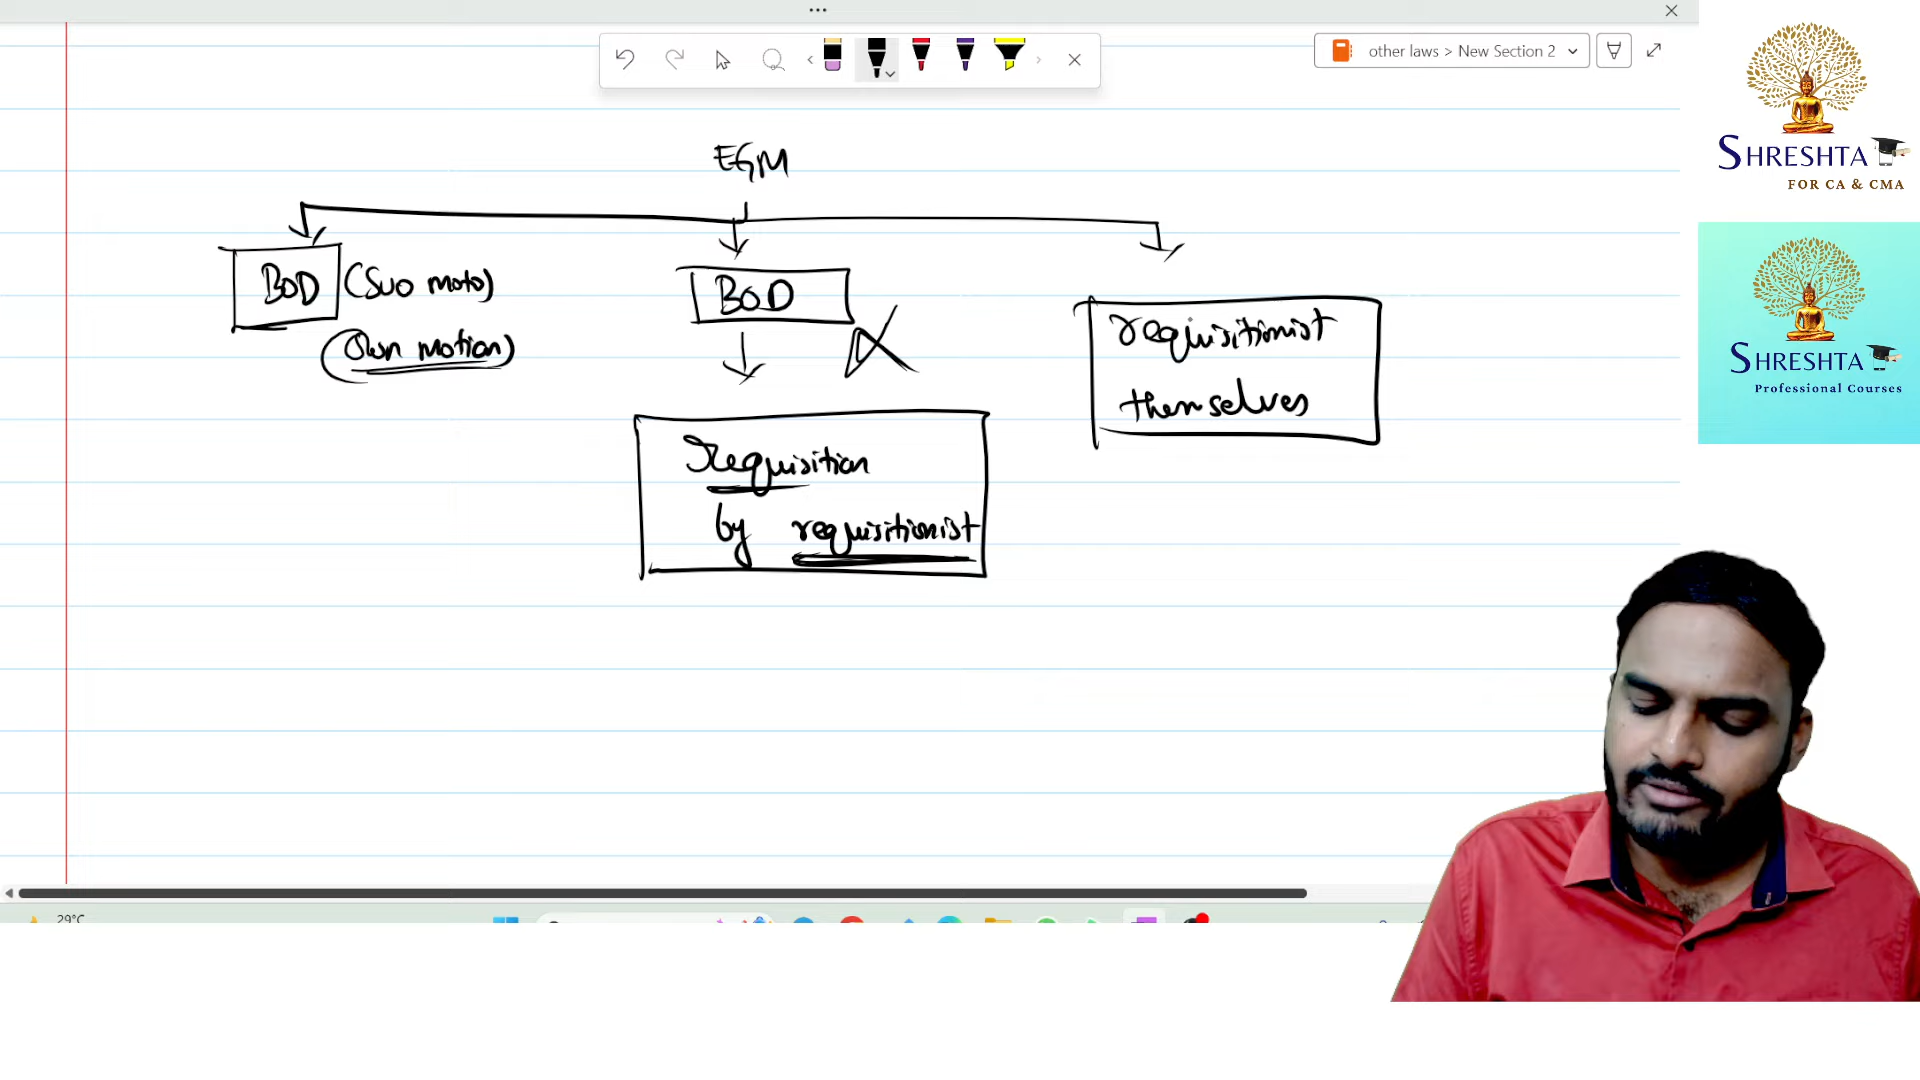 other laws > New Section 2
SHRESHTA
FOR CA & CMA
SHRESHTA
Professional Courses
EGM
BOD (Suo moto)
(Own motion)
BOD
Requisition
by requisitionist
requisitionist
themselves
29°C